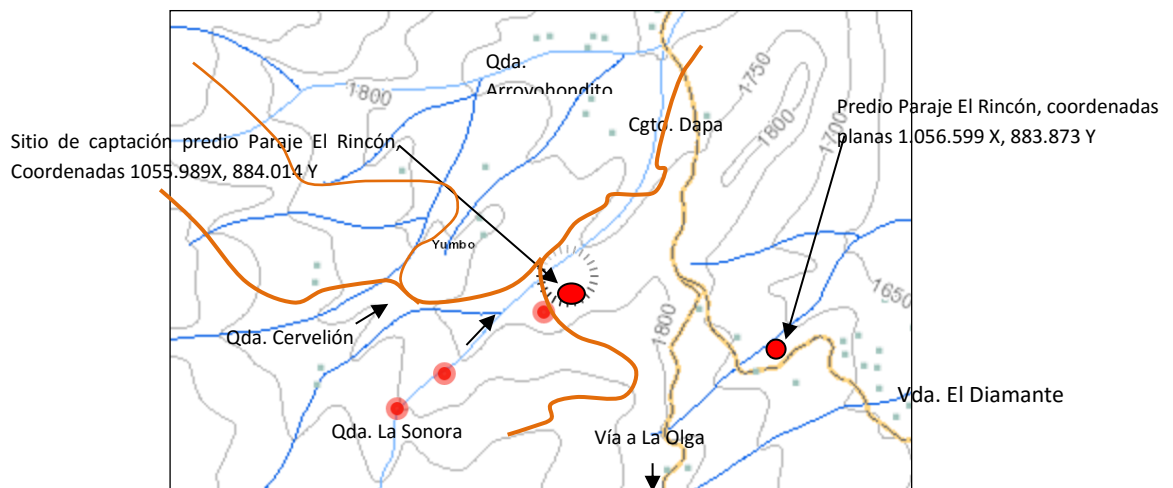 Qda.
Arroyohondito
1800
1750
1800
1700
Cgto. Dapa
Predio Paraje El Rincón, coordenadas
planas 1.056.599 X, 883.873 Y
Sitio de captación predio Paraje El Rincón,
Coordenadas 1055.989X, 884.014 Y
Yumbo
1650
1800
Qda. Cervelión
Vda. El Diamante
Qda. La Sonora
Vía a La Olga